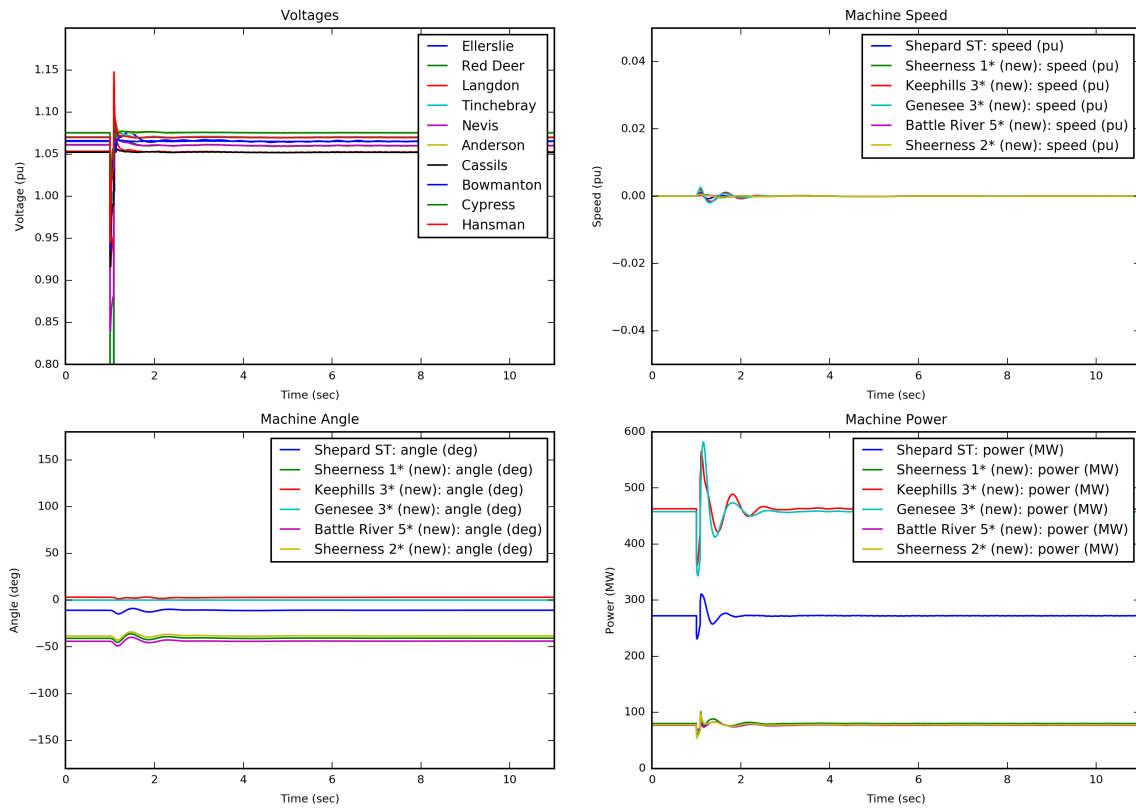 Voltages
1.15
1.10
1.05
1.00
0.95
0.90
0.85
0.80
Voltage (pu)
Ellerslie
Red Deer
Langdon
Tinchebray
Nevis
Anderson
Cassils
Bowmanton
Cypress
Hansman
0 2 4 6 8 10
Time (sec)
Machine Speed
0.04
0.02
0.00
−0.02
−0.04
Speed (pu)
Shepard ST: speed (pu)
Sheerness 1* (new): speed (pu)
Keephills 3* (new): speed (pu)
Genesee 3* (new): speed (pu)
Battle River 5* (new): speed (pu)
Sheerness 2* (new): speed (pu)
0 2 4 6 8 10
Time (sec)
Machine Angle
150
100
50
0
−50
−100
−150
Angle (deg)
Shepard ST: angle (deg)
Sheerness 1* (new): angle (deg)
Keephills 3* (new): angle (deg)
Genesee 3* (new): angle (deg)
Battle River 5* (new): angle (deg)
Sheerness 2* (new): angle (deg)
0 2 4 6 8 10
Time (sec)
Machine Power
600
500
400
300
200
100
0
Power (MW)
Shepard ST: power (MW)
Sheerness 1* (new): power (MW)
Keephills 3* (new): power (MW)
Genesee 3* (new): power (MW)
Battle River 5* (new): power (MW)
Sheerness 2* (new): power (MW)
0 2 4 6 8 10
Time (sec)